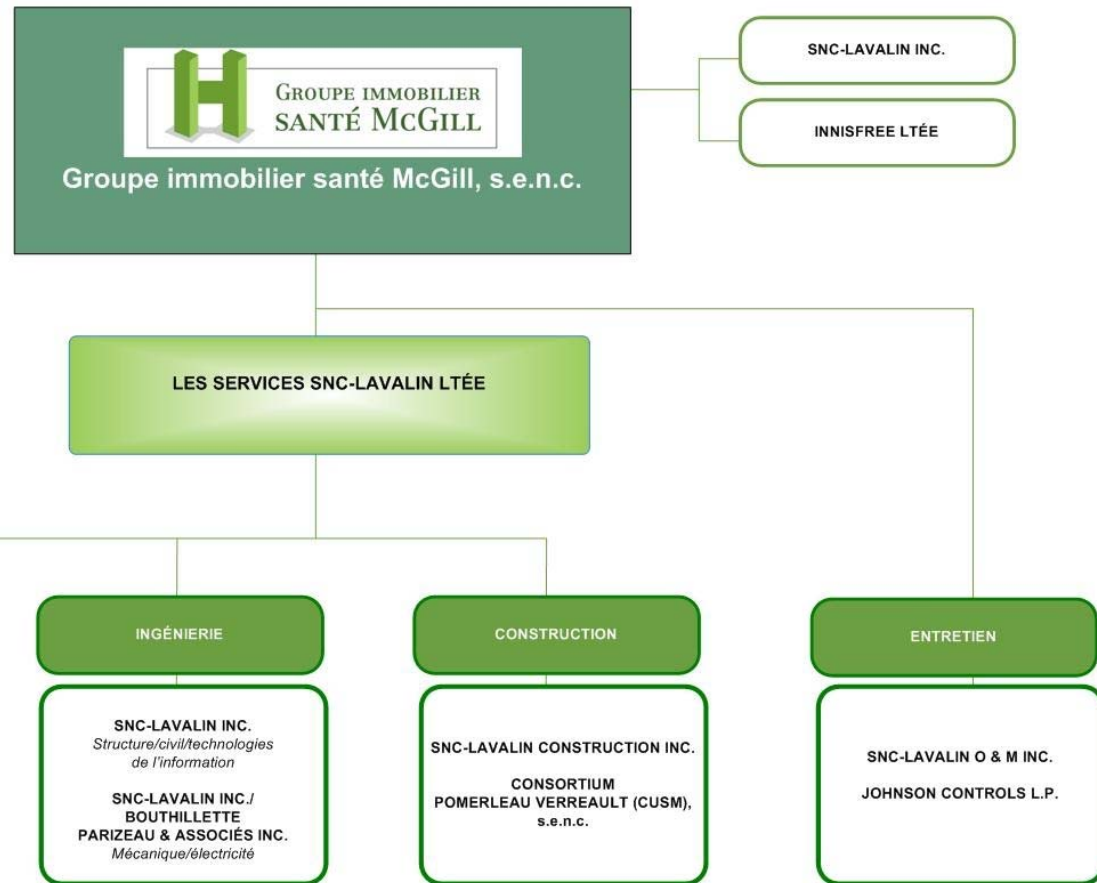 GROUPE IMMOBILIER
SANTÉ MCGILL
Groupe immobilier santé McGill, s.e.n.c.
SNC-LAVALIN INC.
INNISFREE LTÉE
LES SERVICES SNC-LAVALIN LTÉE
INGÉNIERIE
SNC-LAVALIN INC.
Structure/civil/technologies
de l'information
SNC-LAVALIN INC./
BOUTHILLETTE
PARIZEAU & ASSOCIÉS INC.
Mécanique/électricité
CONSTRUCTION
SNC-LAVALIN CONSTRUCTION INC.
CONSORTIUM
POMERLEAU VERREAULT (CUSM),
s.e.n.c.
ENTRETIEN
SNC-LAVALIN O & M INC.
JOHNSON CONTROLS L.P.